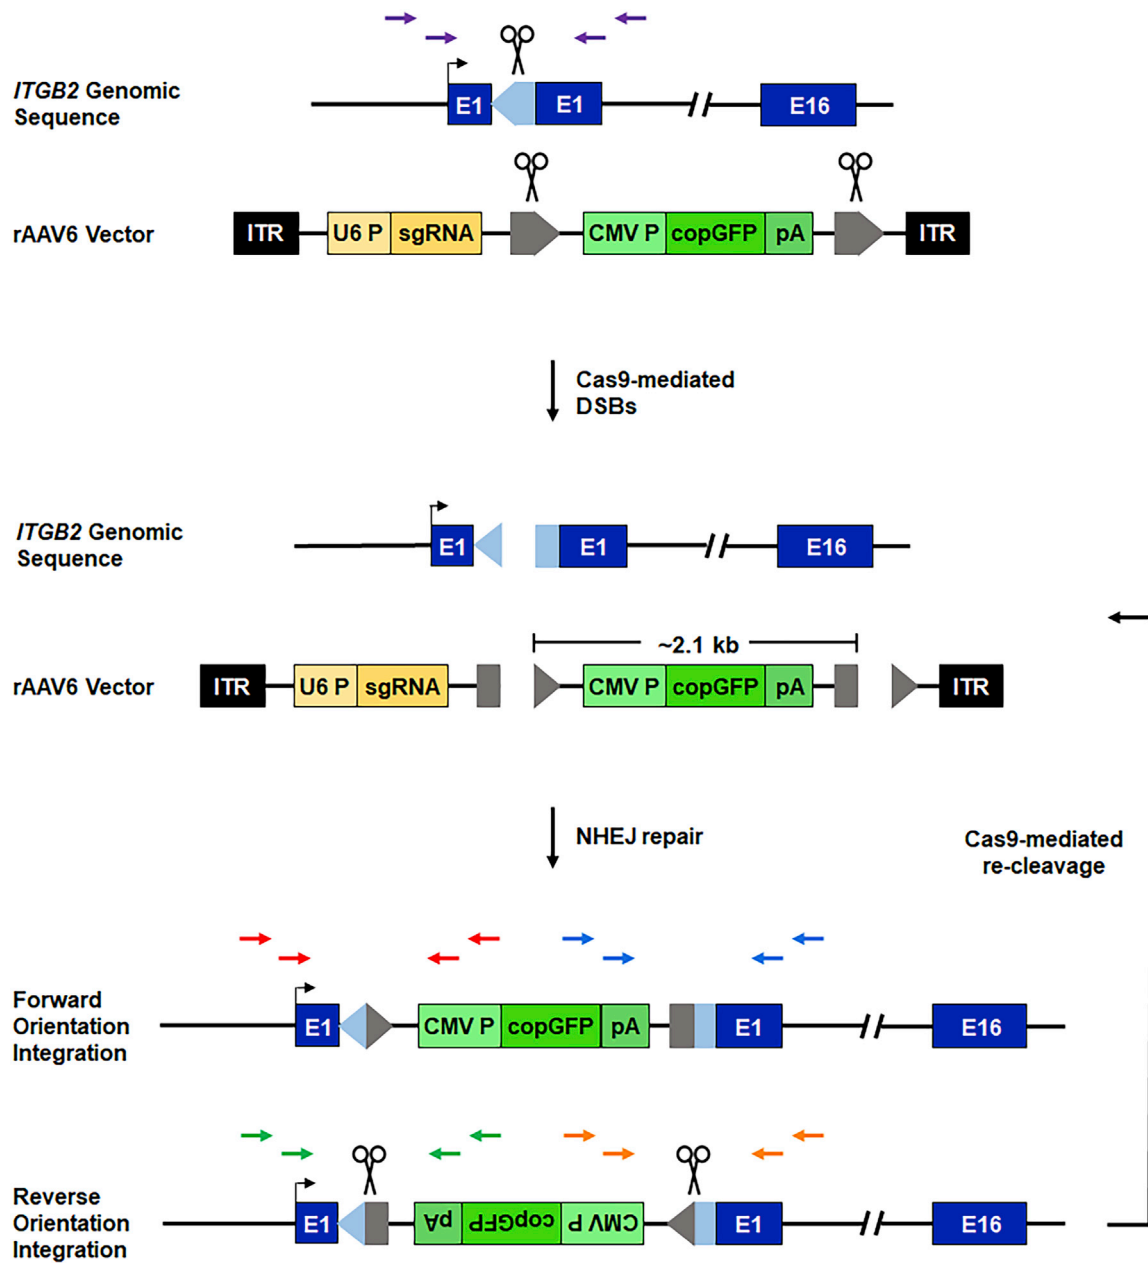 ITGB2 Genomic
Sequence
E1
E1
E16
rAAV6 Vector
ITR
U6 P
sgRNA
CMV P
copGFP
pA
ITR
Cas9-mediated
DSBs
ITGB2 Genomic
Sequence
E1
E1
E16
~2.1 kb
rAAV6 Vector
ITR
U6 P
sgRNA
CMV P
copGFP
pA
ITR
NHEJ repair
Cas9-mediated
re-cleavage
Forward
Orientation
Integration
E1
CMV P
copGFP
pA
E1
E16
Reverse
Orientation
Integration
E1
pA
copGFP
CMV P
E1
E16